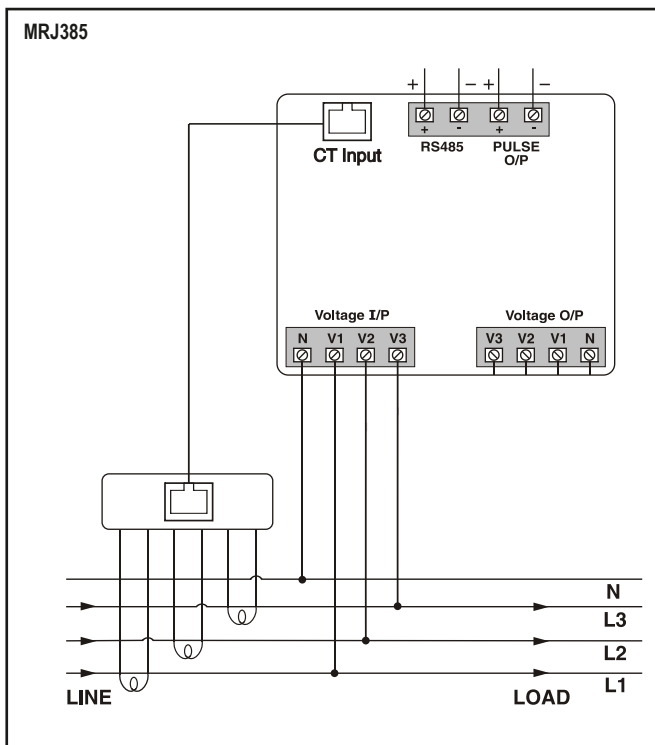 MRJ385
+ − + −
+ - + -
CT Input
RS485 PULSE
O/P
Voltage I/P Voltage O/P
N V1 V2 V3 V3 V2 V1 N
N
L3
L2
L1
LINE LOAD